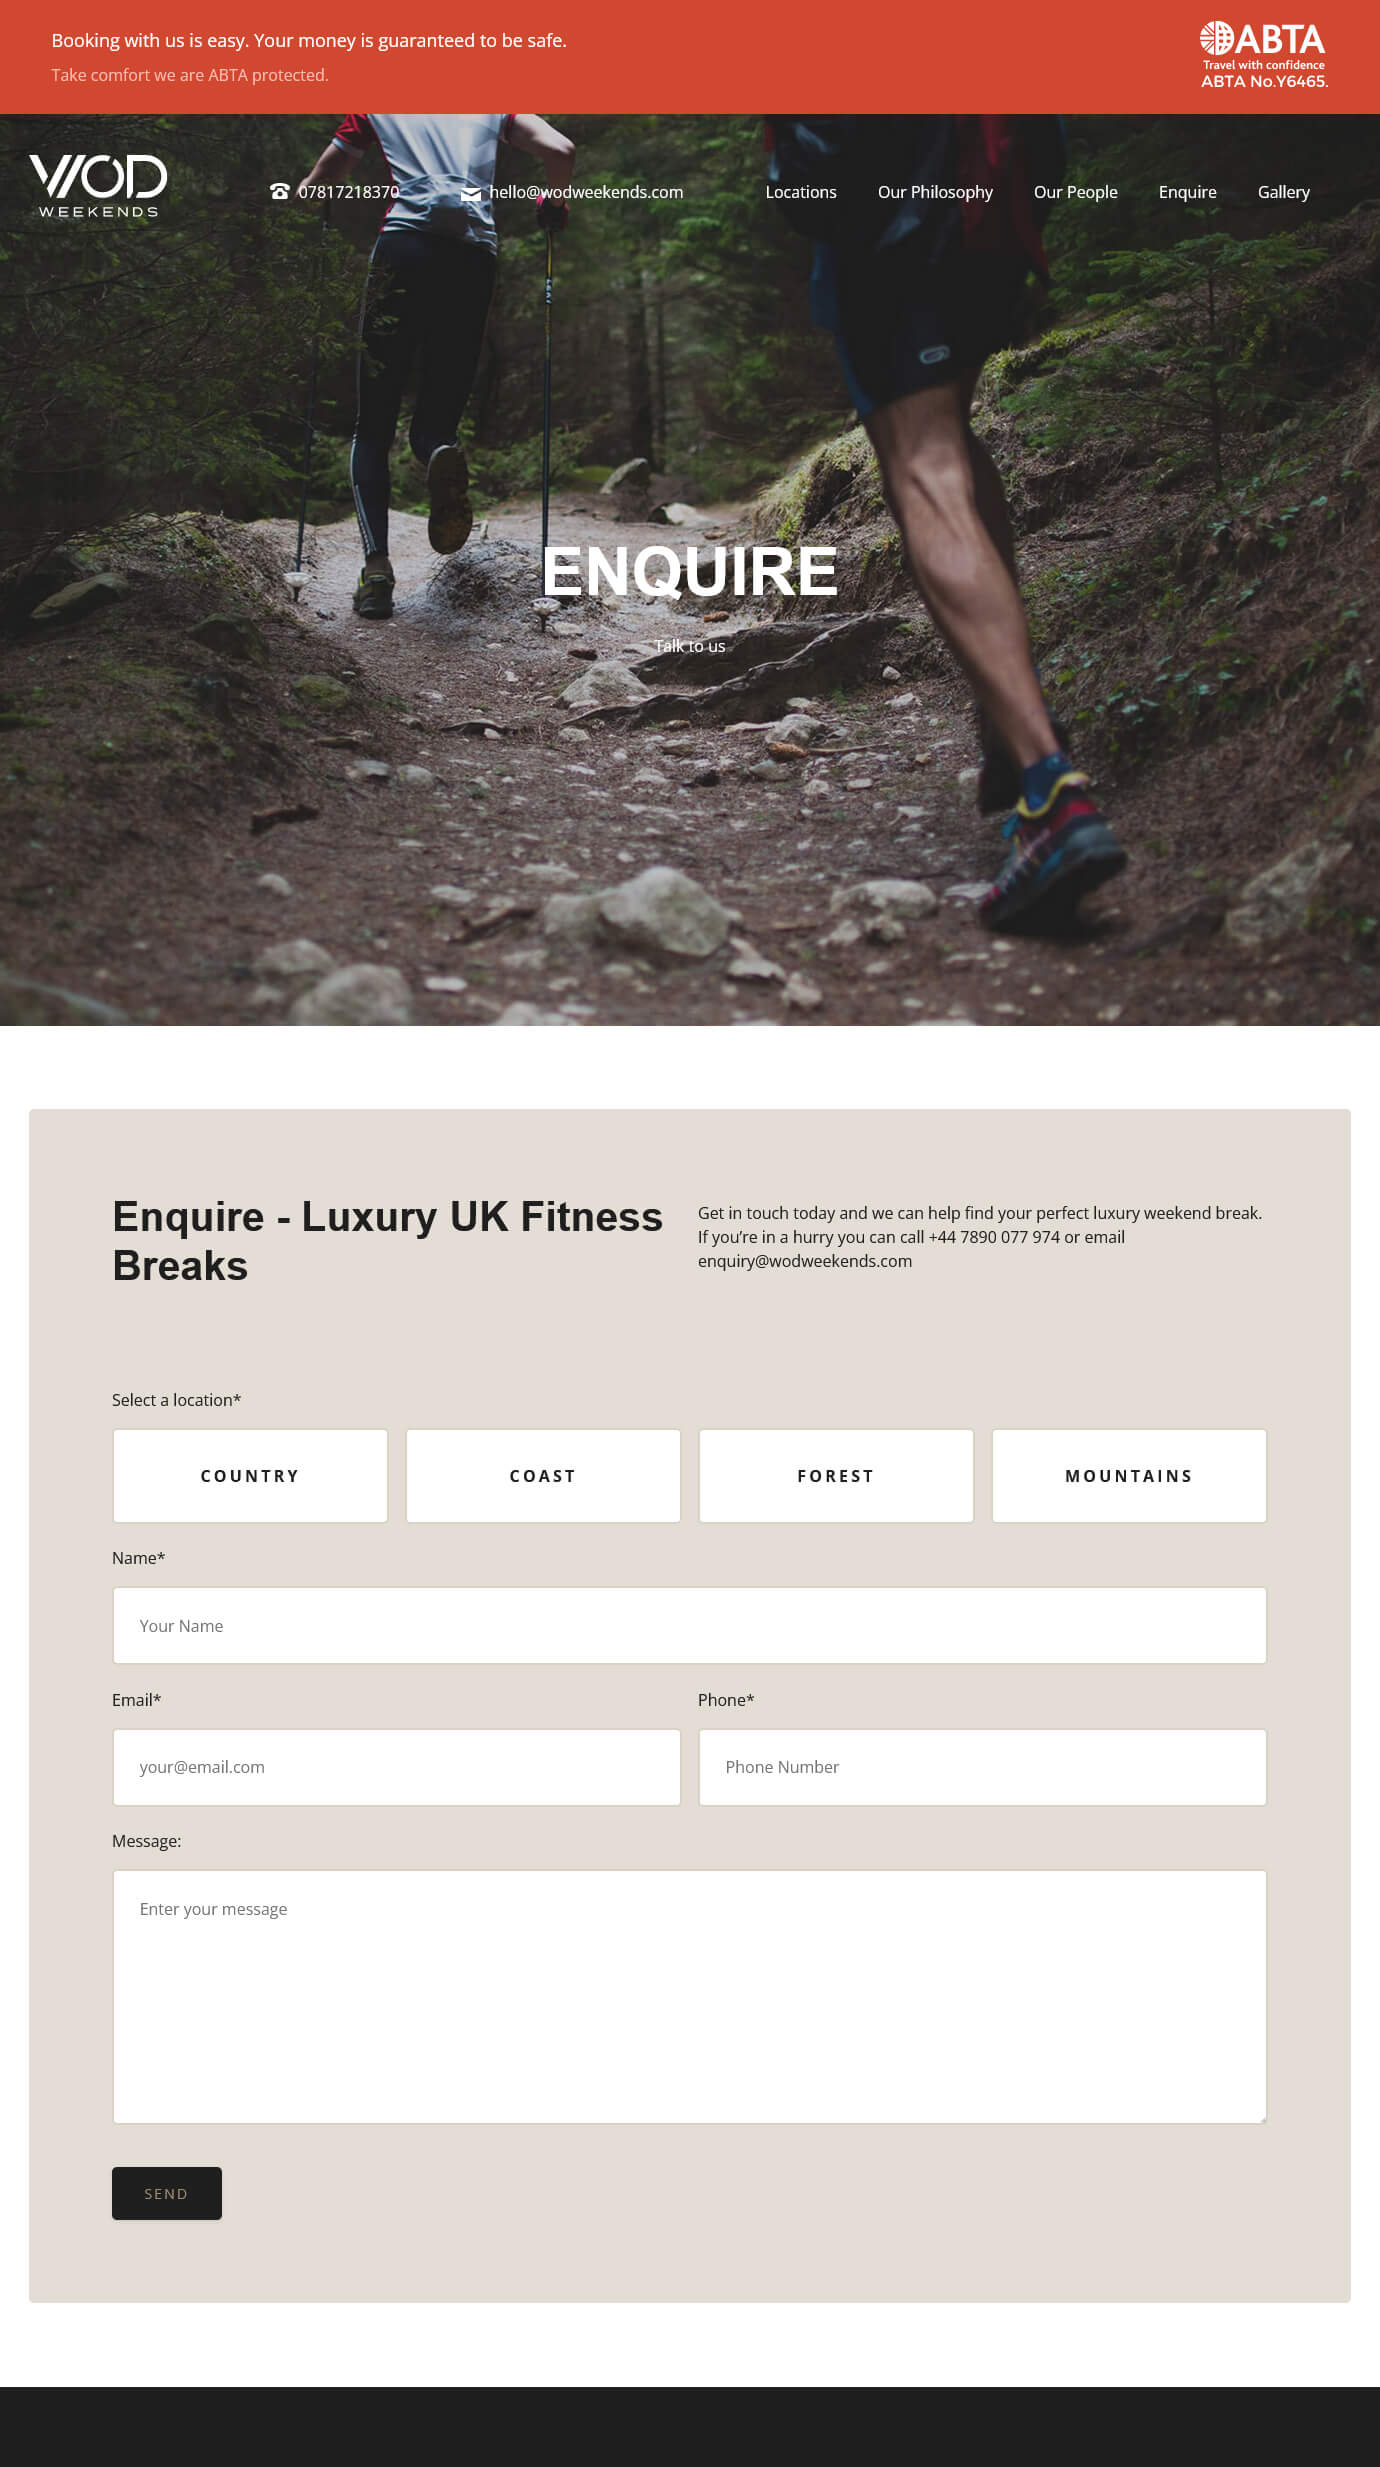 Booking with us is easy. Your money is guaranteed to be safe.
Take comfort we are ABTA protected.
ABTA
Travel with confidence
ABTA No.Y6465.
WOD
WEEKENDS
07817218370
hello@wodweekends.com
Locations
Our Philosophy
Our People
Enquire
Gallery
ENQUIRE
Talk to us
Enquire - Luxury UK Fitness
Breaks
Get in touch today and we can help find your perfect luxury weekend break.
If you’re in a hurry you can call +44 7890 077 974 or email
enquiry@wodweekends.com
Select a location*
COUNTRY
COAST
FOREST
MOUNTAINS
Name*
Your Name
Email*
Phone*
your@email.com
Phone Number
Message:
Enter your message
SEND